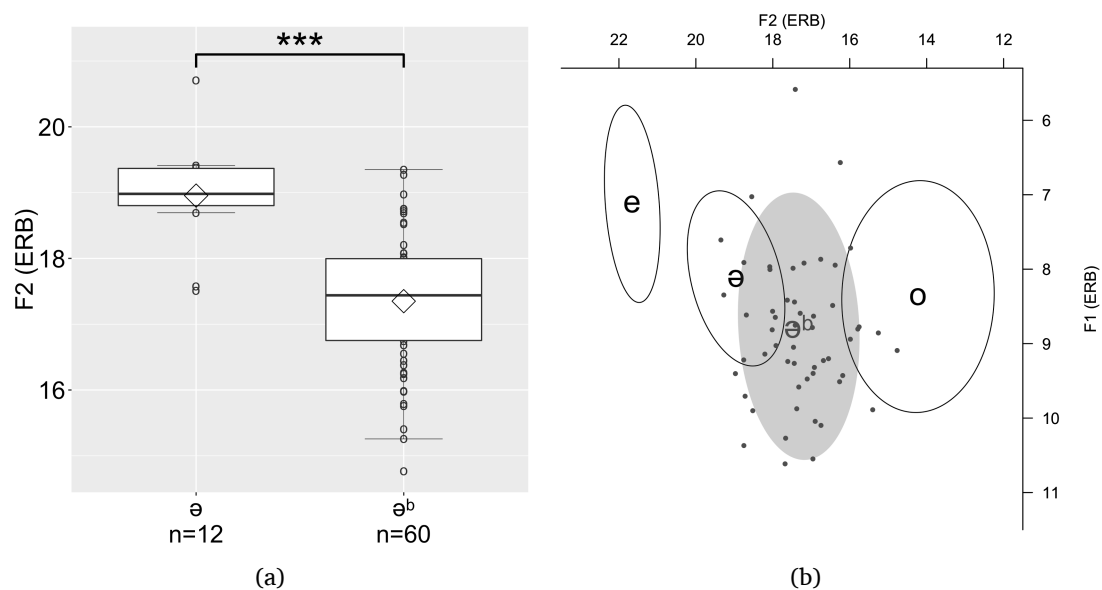 ***
F2 (ERB)
20
18
16
ə
əᵇ
n=12
n=60
(a)
F2 (ERB)
22 20 18 16 14 12
6
7
8
9
10
11
F1 (ERB)
e
ə
əᵇ
o
(b)